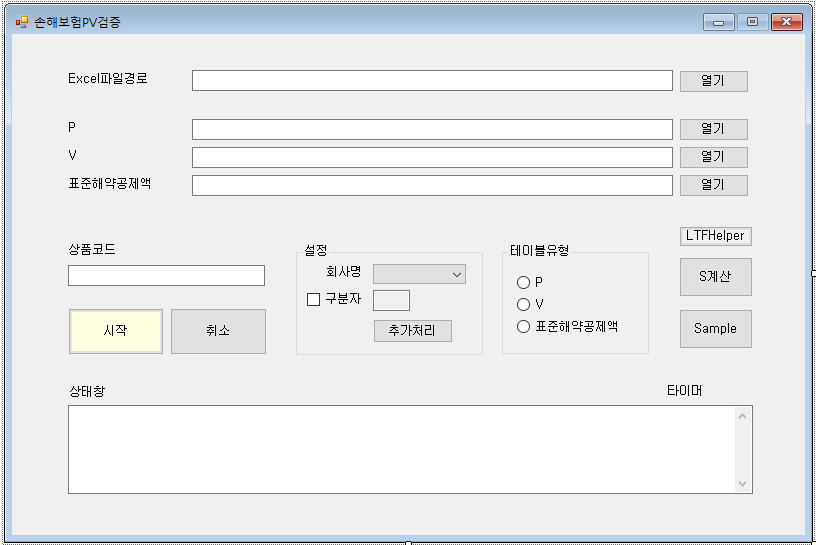 손해보험PV검증
Excel파일경로 열기
P 열기
V 열기
표준해약공제액 열기
LTFHelper
상품코드 설정 테이블유형
회사명 S계산
구분자 P
V
시작 취소 추가처리 표준해약공제액 Sample
상태창 타이머